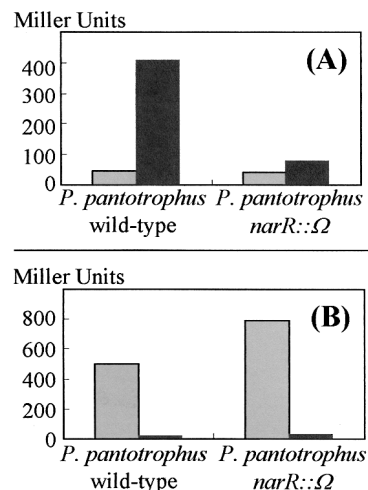 Miller Units
(A)
400
300
200
100
0
P. pantotrophus P. pantotrophus
wild-type narR::Ω
Miller Units
(B)
800
600
400
200
0
P. pantotrophus P. pantotrophus
wild-type narR::Ω